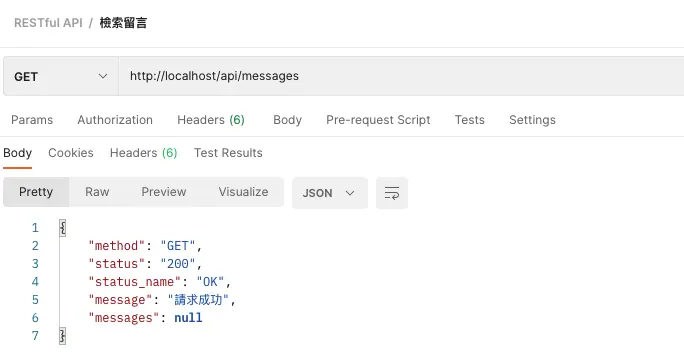 RESTful API / 檢索留言
GET http://localhost/api/messages
Params Authorization Headers (6) Body Pre-request Script Tests Settings
Body Cookies Headers (6) Test Results
Pretty Raw Preview Visualize JSON
1 {
2 "method": "GET",
3 "status": "200",
4 "status_name": "OK",
5 "message": "請求成功",
6 "messages": null
7 }